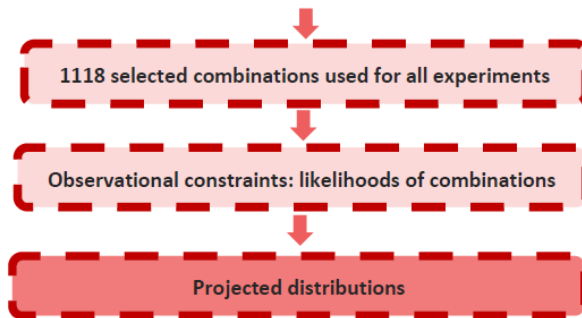 1118 selected combinations used for all experiments
Observational constraints: likelihoods of combinations
Projected distributions